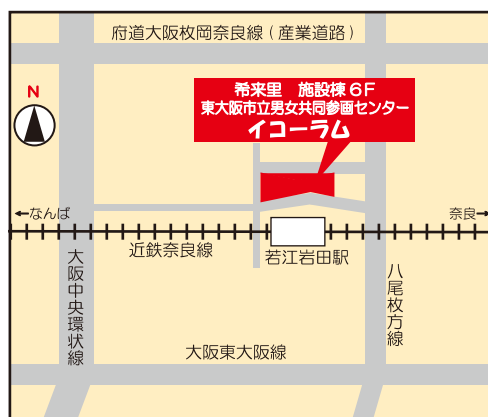 府道大阪枚岡奈良線（産業道路）
N
希来里　施設棟６Ｆ
東大阪市立男女共同参画センター
イコーラム
←なんば
奈良→
近鉄奈良線
若江岩田駅
大阪中央環状線
八尾枚方線
大阪東大阪線